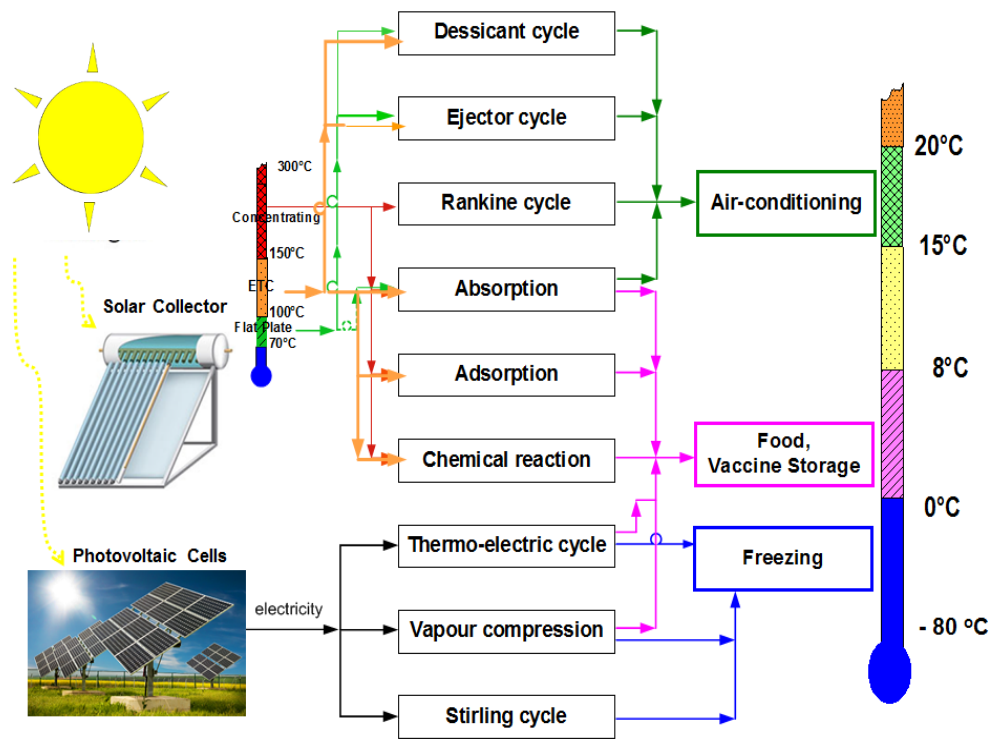 Dessicant cycle
Ejector cycle
Rankine cycle
Absorption
Adsorption
Chemical reaction
Thermo-electric cycle
Vapour compression
Stirling cycle
300°C
Concentrating
150°C
ETC
100°C
Flat Plate
70°C
Solar Collector
Photovoltaic Cells
electricity
Air-conditioning
Food,
Vaccine Storage
Freezing
20°C
15°C
8°C
0°C
- 80 °C